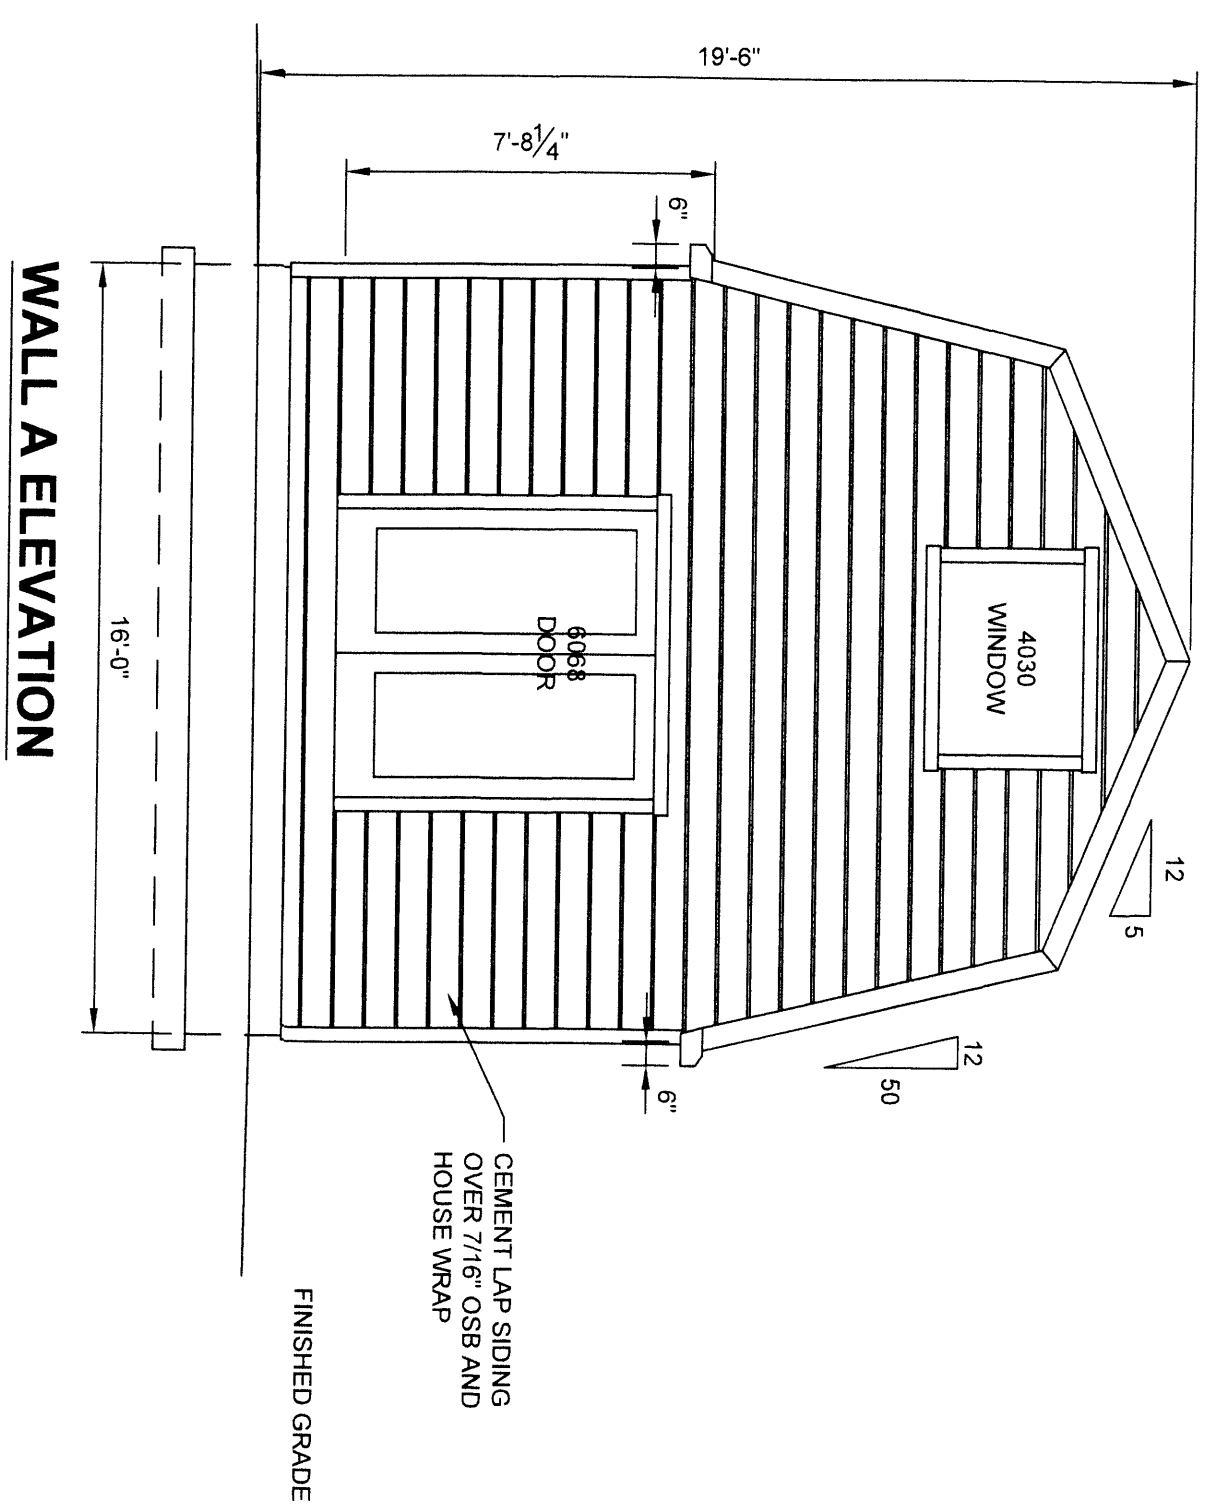 19'-6"
7'-8 1/4"
6"
12
5
12
50
4030
WINDOW
6068
DOOR
6"
CEMENT LAP SIDING
OVER 7/16" OSB AND
HOUSE WRAP
FINISHED GRADE
16'-0"
WALL A ELEVATION